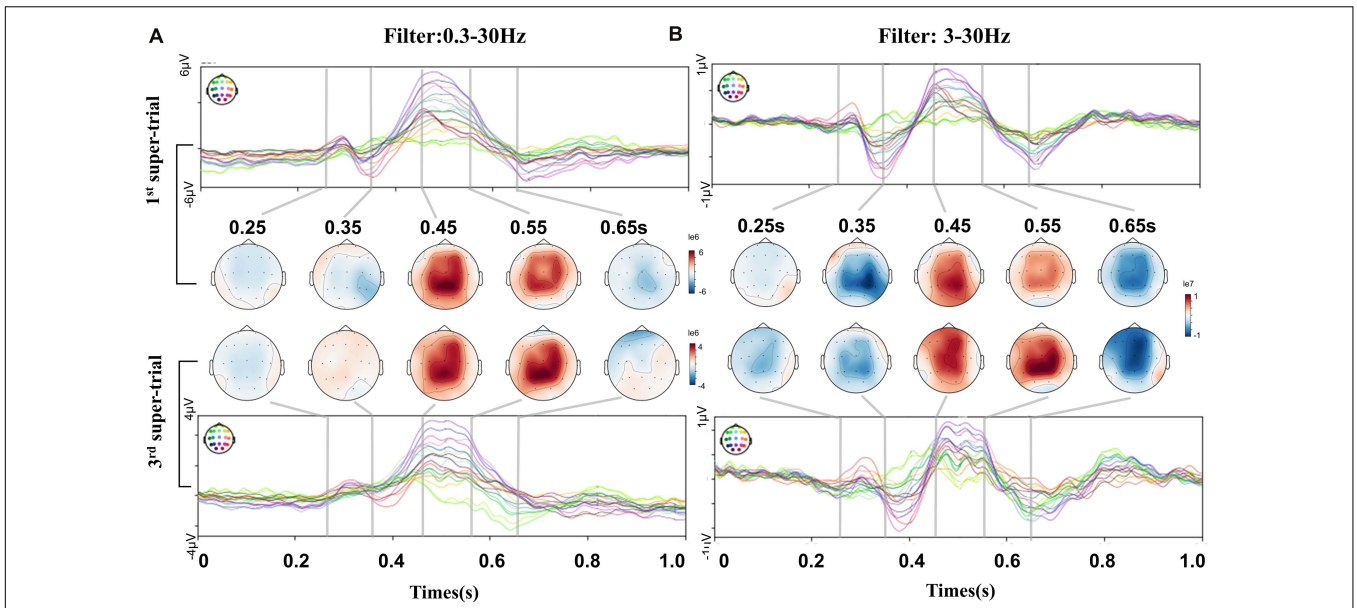 A Filter:0.3-30Hz
B Filter: 3-30Hz
1st super-trial
6μV
-6μV
1μV
-1μV
0.25 0.35 0.45 0.55 0.65s
0.25s 0.35 0.45 0.55 0.65s
le6
6
-6
le7
1
-1
le6
4
-4
3rd super-trial
4μV
-4μV
1μV
-1μV
0 0.2 0.4 0.6 0.8 1.0
0 0.2 0.4 0.6 0.8 1.0
Times(s)
Times(s)